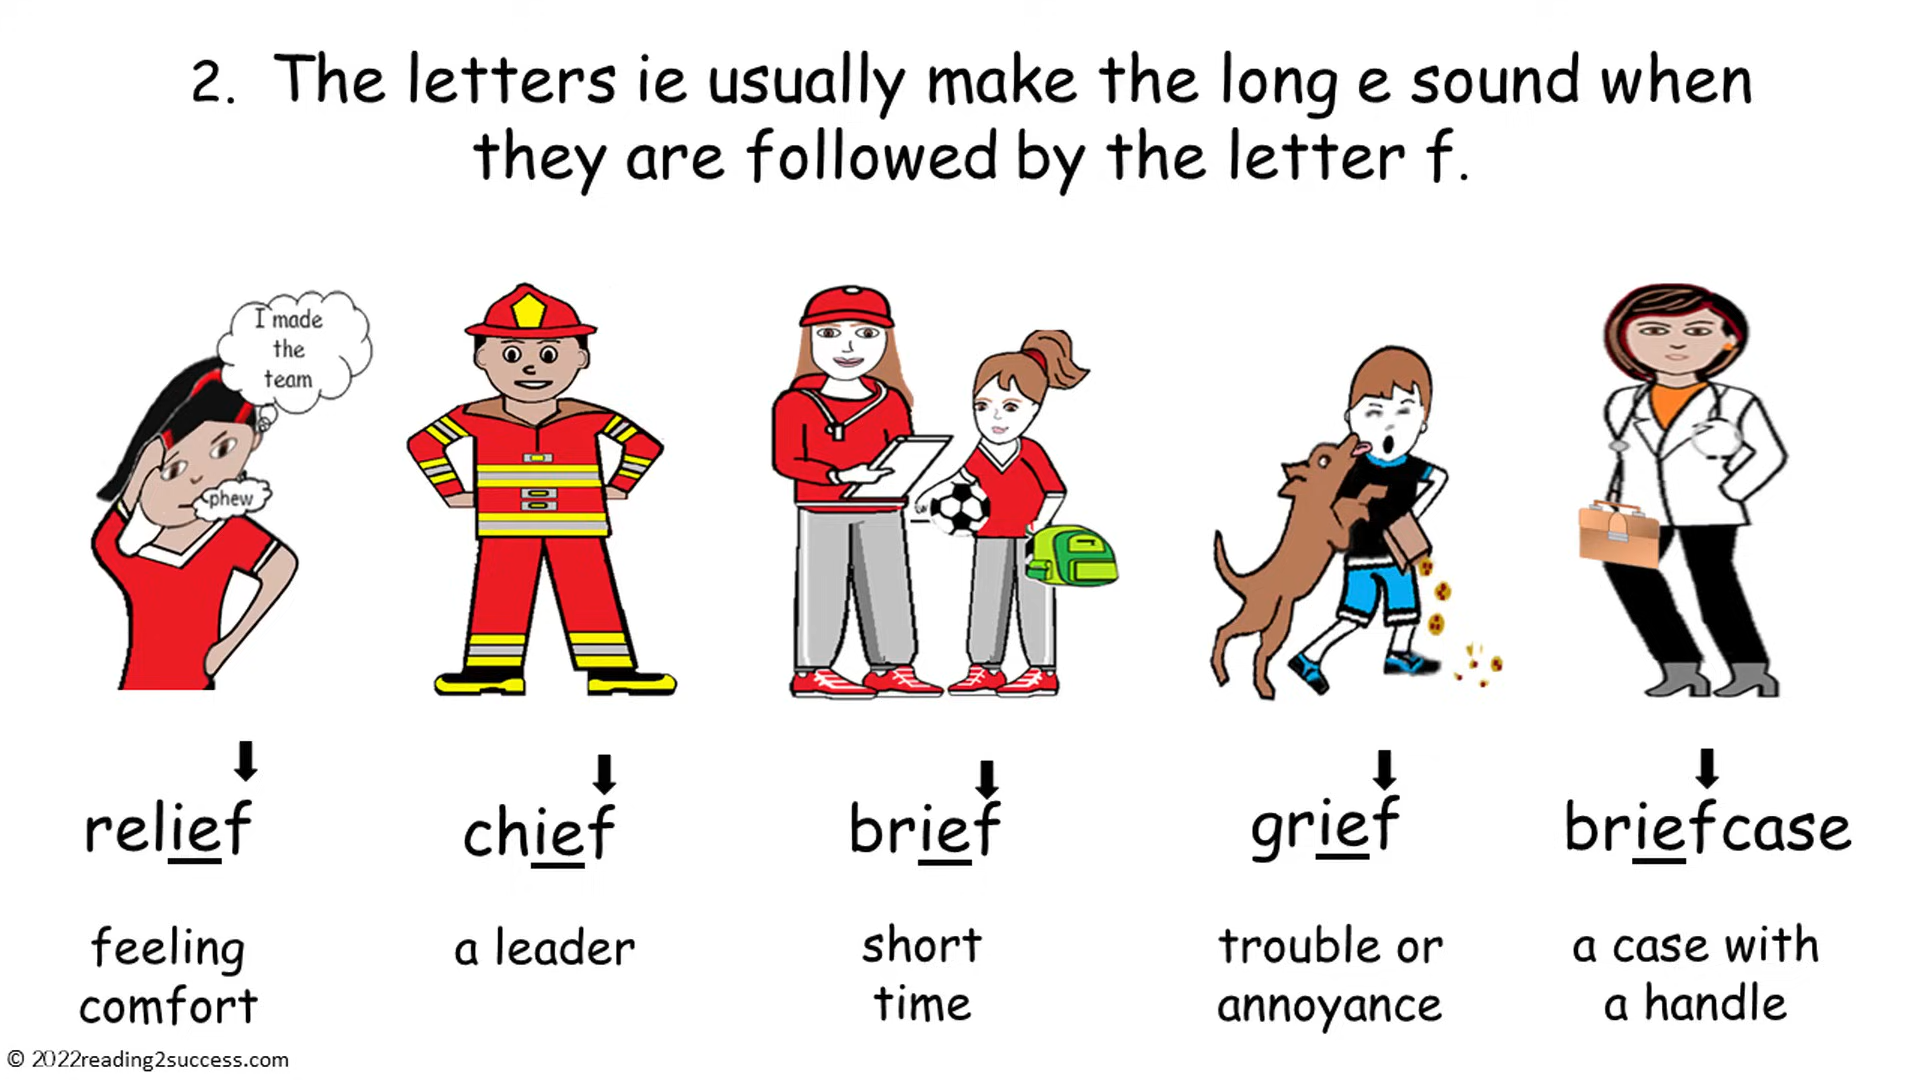 2. The letters ie usually make the long e sound when
they are followed by the letter f.
I made
the
team
phew
relief
chief
brief
grief
briefcase
feeling
comfort
a leader
short
time
trouble or
annoyance
a case with
a handle
© 2022reading2success.com